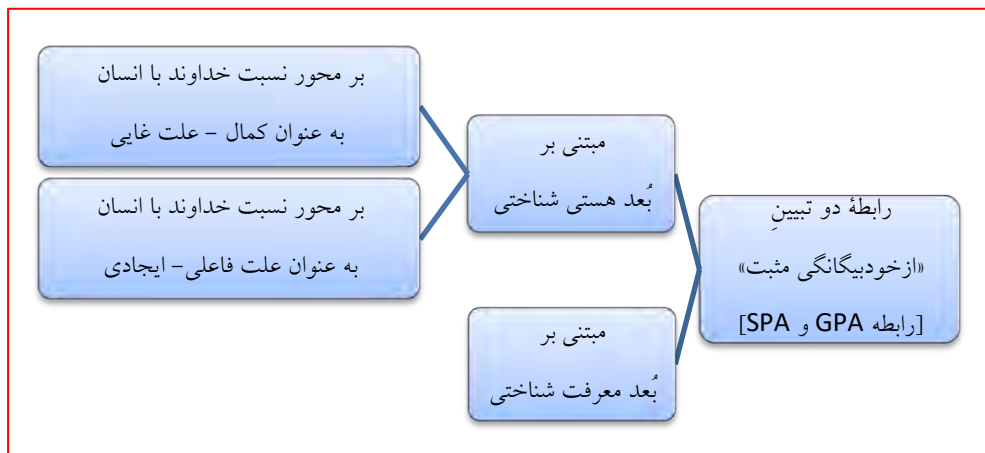 رابطهٔ دو تبیینِ
«ازخودبیگانگی مثبت»
[رابطه GPA و SPA]
مبتنی بر
بُعد هستی شناختی
بر محور نسبت خداوند با انسان
به عنوان کمال – علت غایی
بر محور نسبت خداوند با انسان
به عنوان علت فاعلی– ایجادی
مبتنی بر
بُعد معرفت شناختی